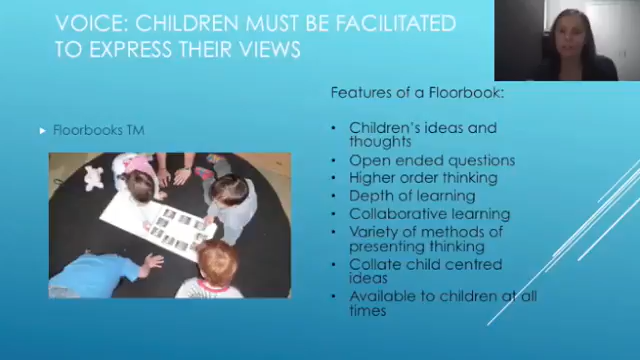 VOICE: CHILDREN MUST BE FACILITATED
TO EXPRESS THEIR VIEWS
Floorbooks TM
Features of a Floorbook:
• Children's ideas and
thoughts
• Open ended questions
• Higher order thinking
• Depth of learning
• Collaborative learning
• Variety of methods of
presenting thinking
• Collate child centred
ideas
• Available to children at all
times